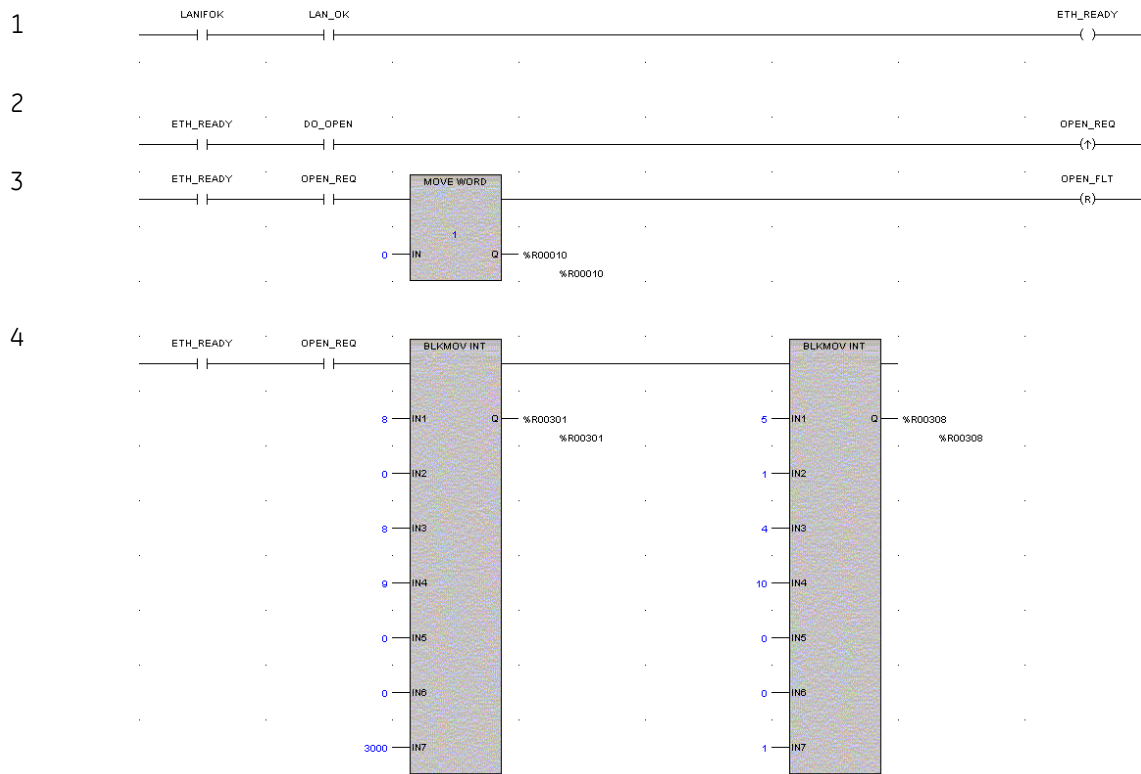 1
LANIFOK LAN_OK ETH_READY
2
ETH_READY DO_OPEN OPEN_REQ
(↑)
3
ETH_READY OPEN_REQ MOVE WORD OPEN_FLT
(R)
1
0 IN Q %R00010
%R00010
4
ETH_READY OPEN_REQ BLKMOV INT BLKMOV INT
8 IN1 Q %R00301 5 IN1 Q %R00308
%R00301 %R00308
0 IN2 1 IN2
8 IN3 4 IN3
9 IN4 10 IN4
0 IN5 0 IN5
0 IN6 0 IN6
3000 IN7 1 IN7